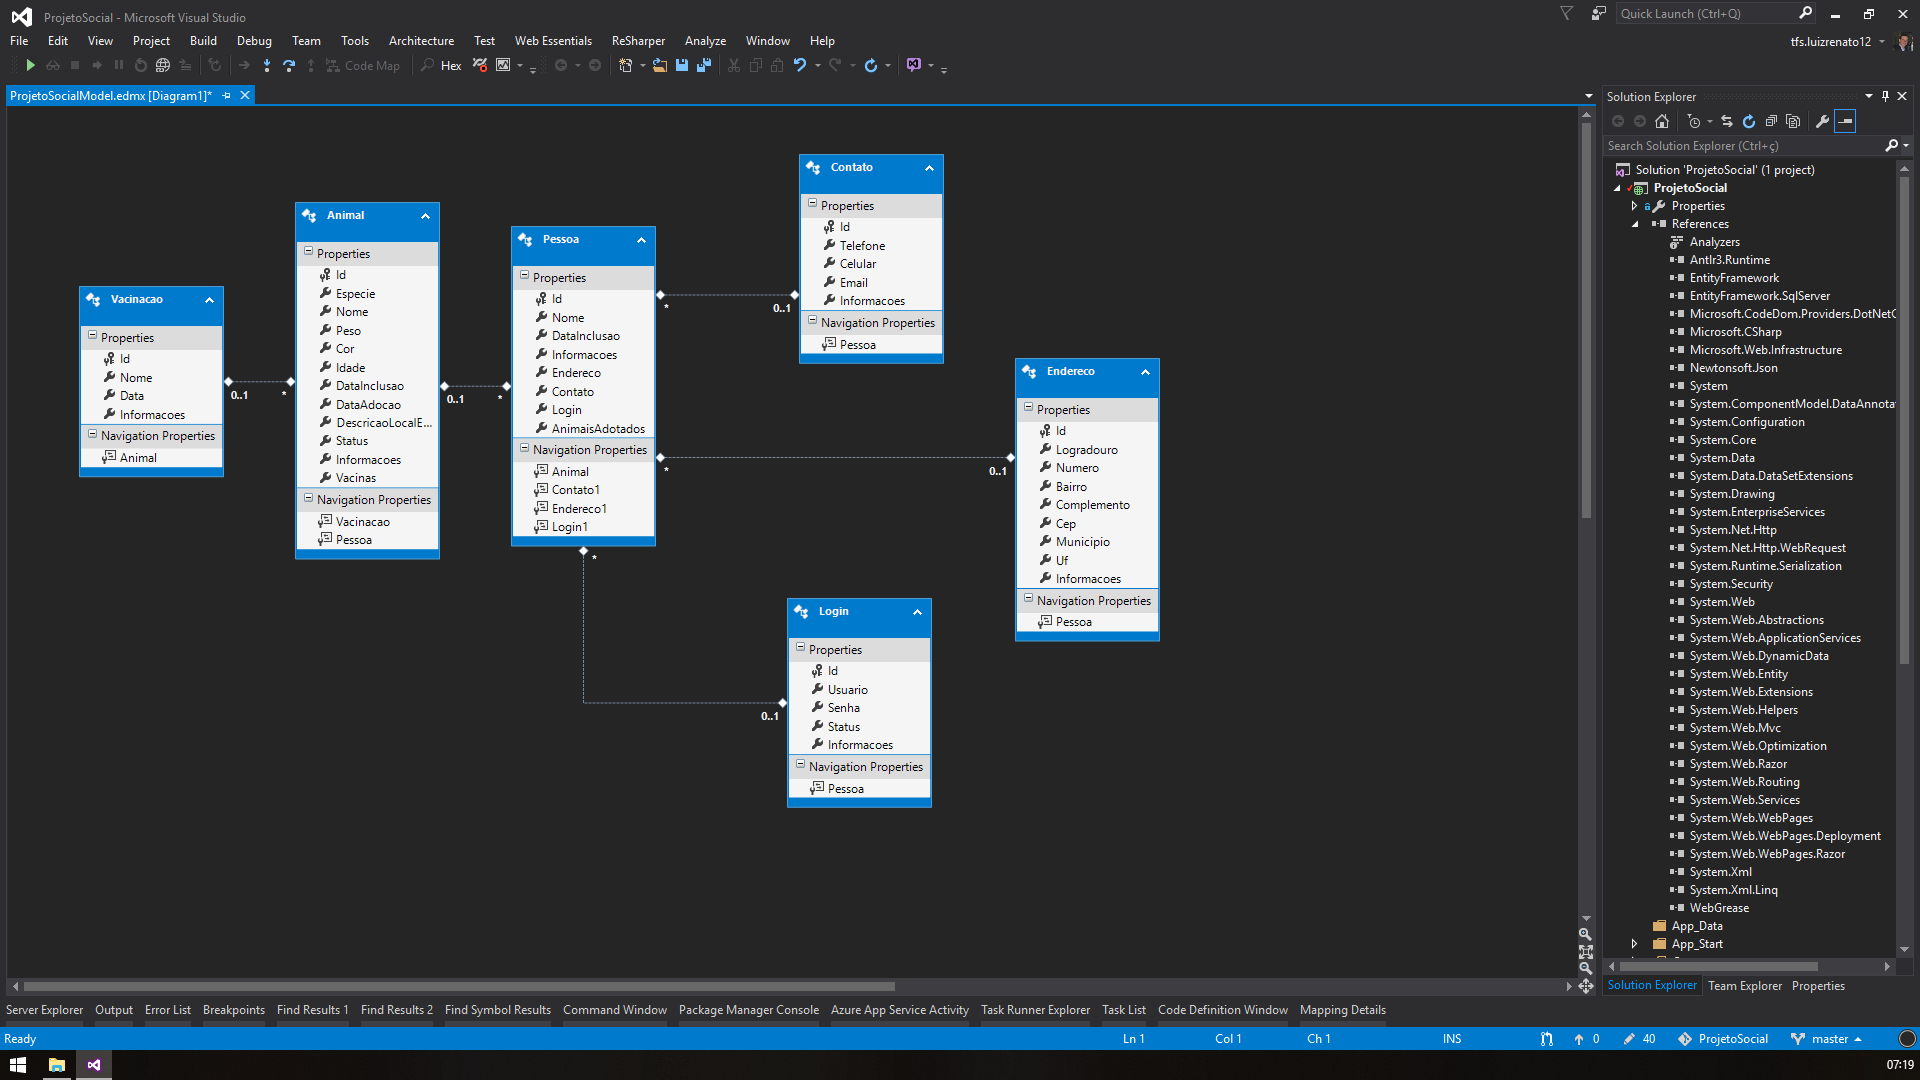 ProjetoSocial - Microsoft Visual Studio
Quick Launch (Ctrl+Q)
File Edit View Project Build Debug Team Tools Architecture Test Web Essentials ReSharper Analyze Window Help
tfs.luizrenato12
Code Map Hex
ProjetoSocialModel.edmx [Diagram1]*
Vacinacao
Properties
Id
Nome
Data
Informacoes
Navigation Properties
Animal
0..1
*
Animal
Properties
Id
Especie
Nome
Peso
Cor
Idade
DataInclusao
DataAdocao
DescricaoLocalE...
Status
Informacoes
Vacinas
Navigation Properties
Vacinacao
Pessoa
0..1
*
Pessoa
Properties
Id
Nome
DataInclusao
Informacoes
Endereco
Contato
Login
AnimaisAdotados
Navigation Properties
Animal
Contato1
Endereco1
Login1
*
0..1
*
0..1
*
0..1
Contato
Properties
Id
Telefone
Celular
Email
Informacoes
Navigation Properties
Pessoa
Endereco
Properties
Id
Logradouro
Numero
Bairro
Complemento
Cep
Municipio
Uf
Informacoes
Navigation Properties
Pessoa
Login
Properties
Id
Usuario
Senha
Status
Informacoes
Navigation Properties
Pessoa
Solution Explorer
Search Solution Explorer (Ctrl+ç)
Solution 'ProjetoSocial' (1 project)
ProjetoSocial
Properties
References
Analyzers
Antlr3.Runtime
EntityFramework
EntityFramework.SqlServer
Microsoft.CodeDom.Providers.DotNetC
Microsoft.CSharp
Microsoft.Web.Infrastructure
Newtonsoft.Json
System
System.ComponentModel.DataAnnotat
System.Configuration
System.Core
System.Data
System.Data.DataSetExtensions
System.Drawing
System.EnterpriseServices
System.Net.Http
System.Net.Http.WebRequest
System.Runtime.Serialization
System.Security
System.Web
System.Web.Abstractions
System.Web.ApplicationServices
System.Web.DynamicData
System.Web.Entity
System.Web.Extensions
System.Web.Helpers
System.Web.Mvc
System.Web.Optimization
System.Web.Razor
System.Web.Routing
System.Web.Services
System.Web.WebPages
System.Web.WebPages.Deployment
System.Web.WebPages.Razor
System.Xml
System.Xml.Linq
WebGrease
App_Data
App_Start
Solution Explorer Team Explorer Properties
Server Explorer Output Error List Breakpoints Find Results 1 Find Results 2 Find Symbol Results Command Window Package Manager Console Azure App Service Activity Task Runner Explorer Task List Code Definition Window Mapping Details
Ready Ln 1 Col 1 Ch 1 INS 0 40 ProjetoSocial master
07:19